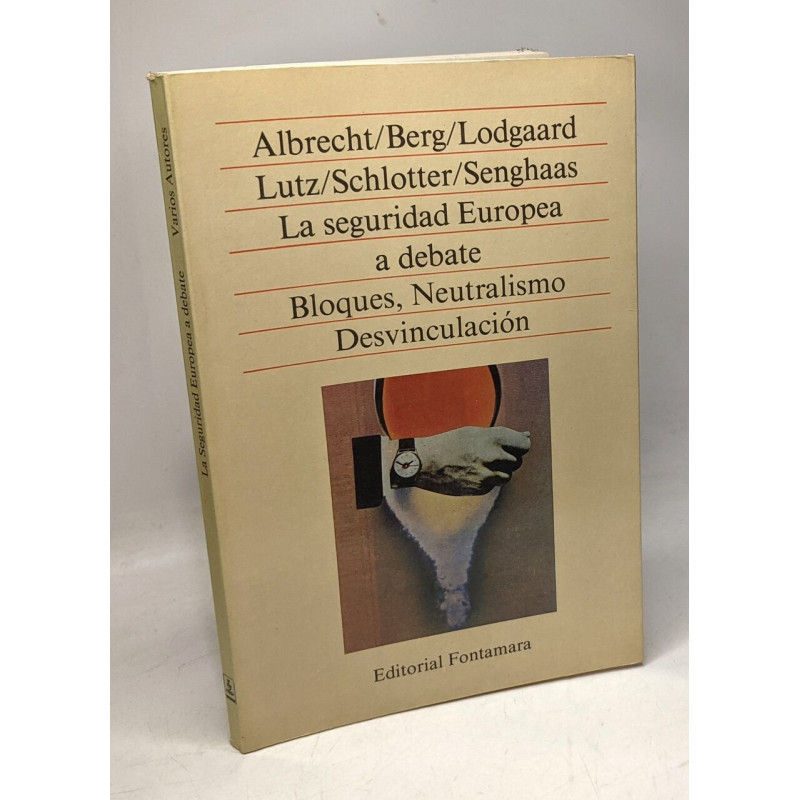 Albrecht/Berg/Lodgaard
Lutz/Schlotter/Senghaas
La seguridad Europea
a debate
Bloques, Neutralismo
Desvinculación
Editorial Fontamara
La Seguridad Europea a debate
Varios Autores